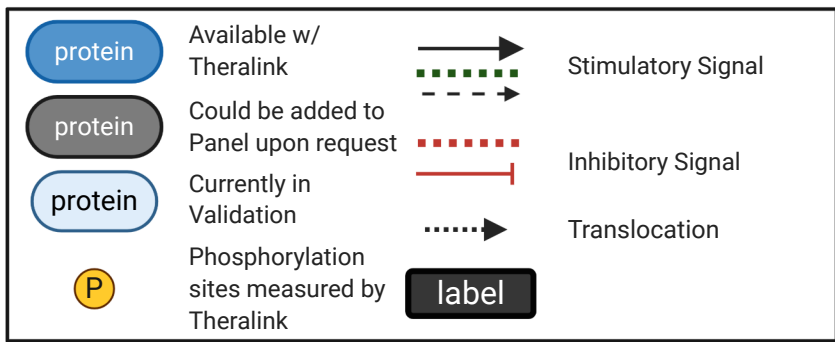 protein
Available w/
Theralink
protein
Could be added to
Panel upon request
protein
Currently in
Validation
P
Phosphorylation
sites measured by
Theralink
Stimulatory Signal
Inhibitory Signal
Translocation
label